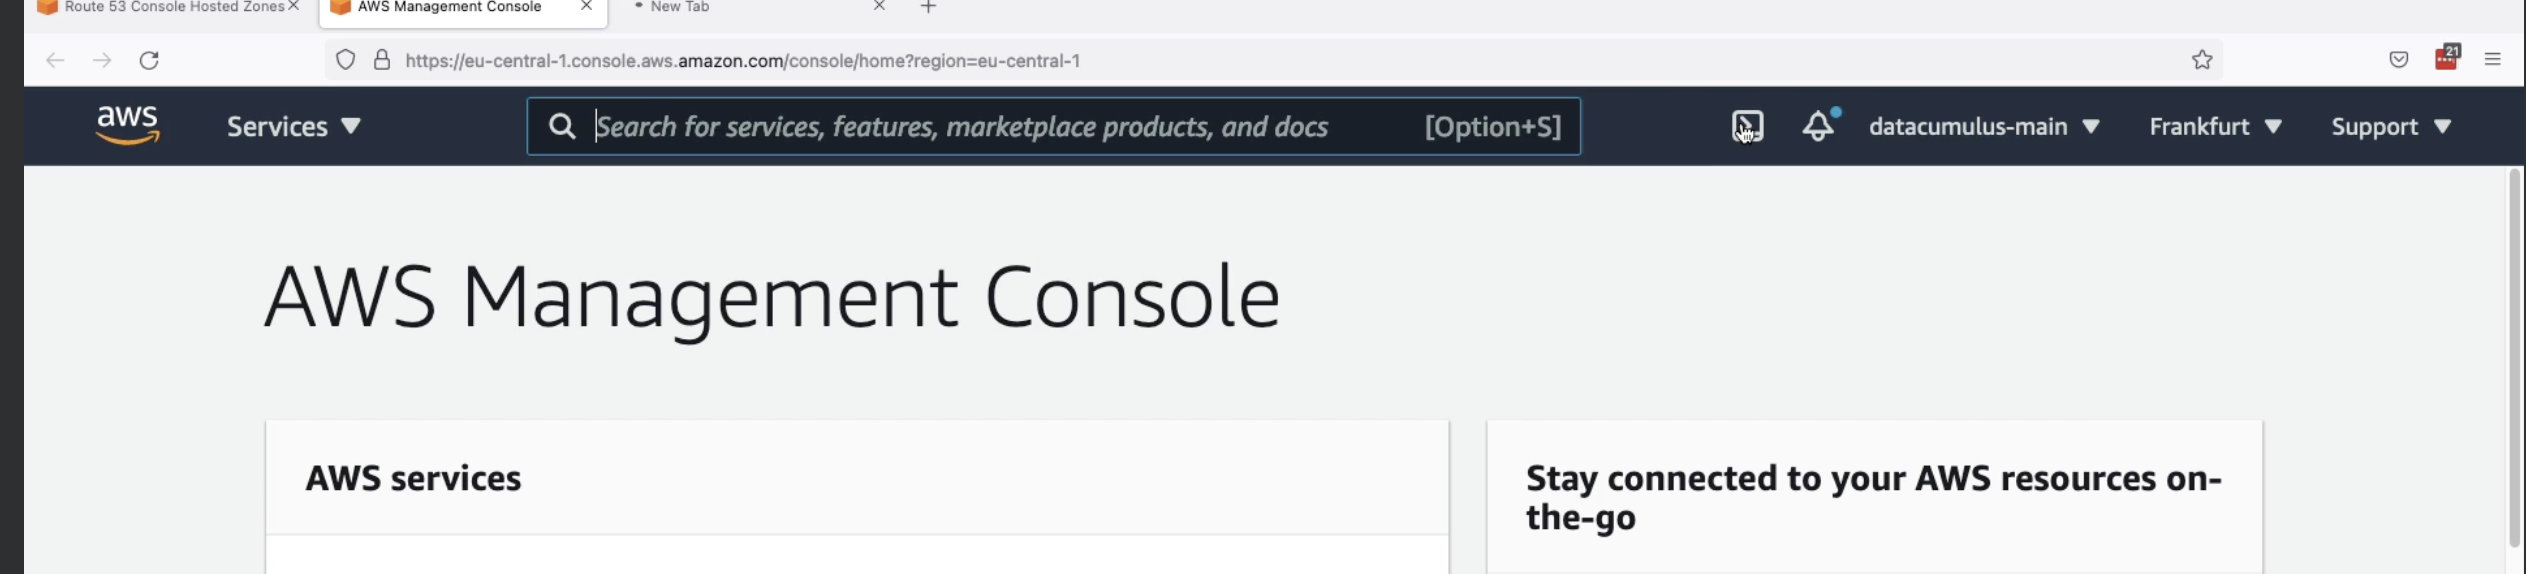 Route 53 Console Hosted Zones
AWS Management Console
New Tab
https://eu-central-1.console.aws.amazon.com/console/home?region=eu-central-1
21
aws
Services
Search for services, features, marketplace products, and docs
[Option+S]
datacumulus-main
Frankfurt
Support
AWS Management Console
AWS services
Stay connected to your AWS resources on-
the-go